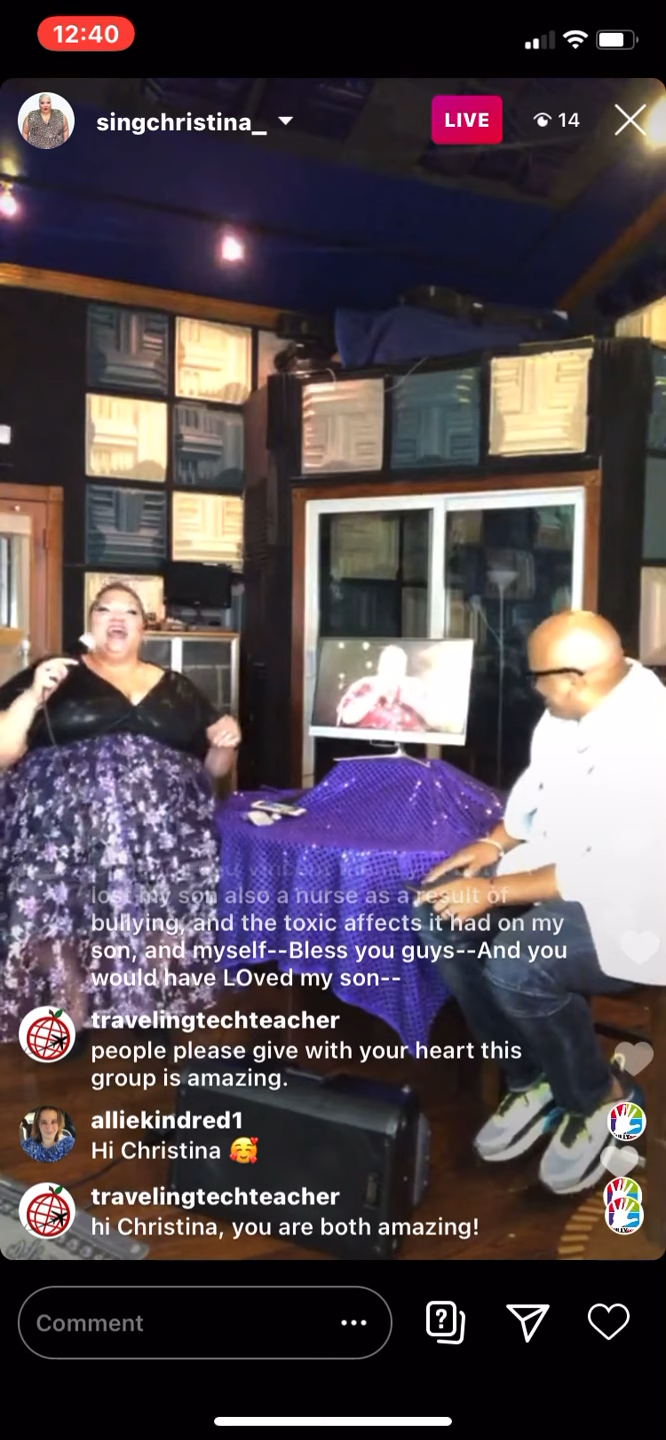 12:40
singchristina_
LIVE
14
lost my son also a nurse as a result of
bullying, and the toxic affects it had on my
son, and myself--Bless you guys--And you
would have LOved my son--
travelingtechteacher
people please give with your heart this
group is amazing.
alliekindred1
Hi Christina 🥰
travelingtechteacher
hi Christina, you are both amazing!
Comment
?